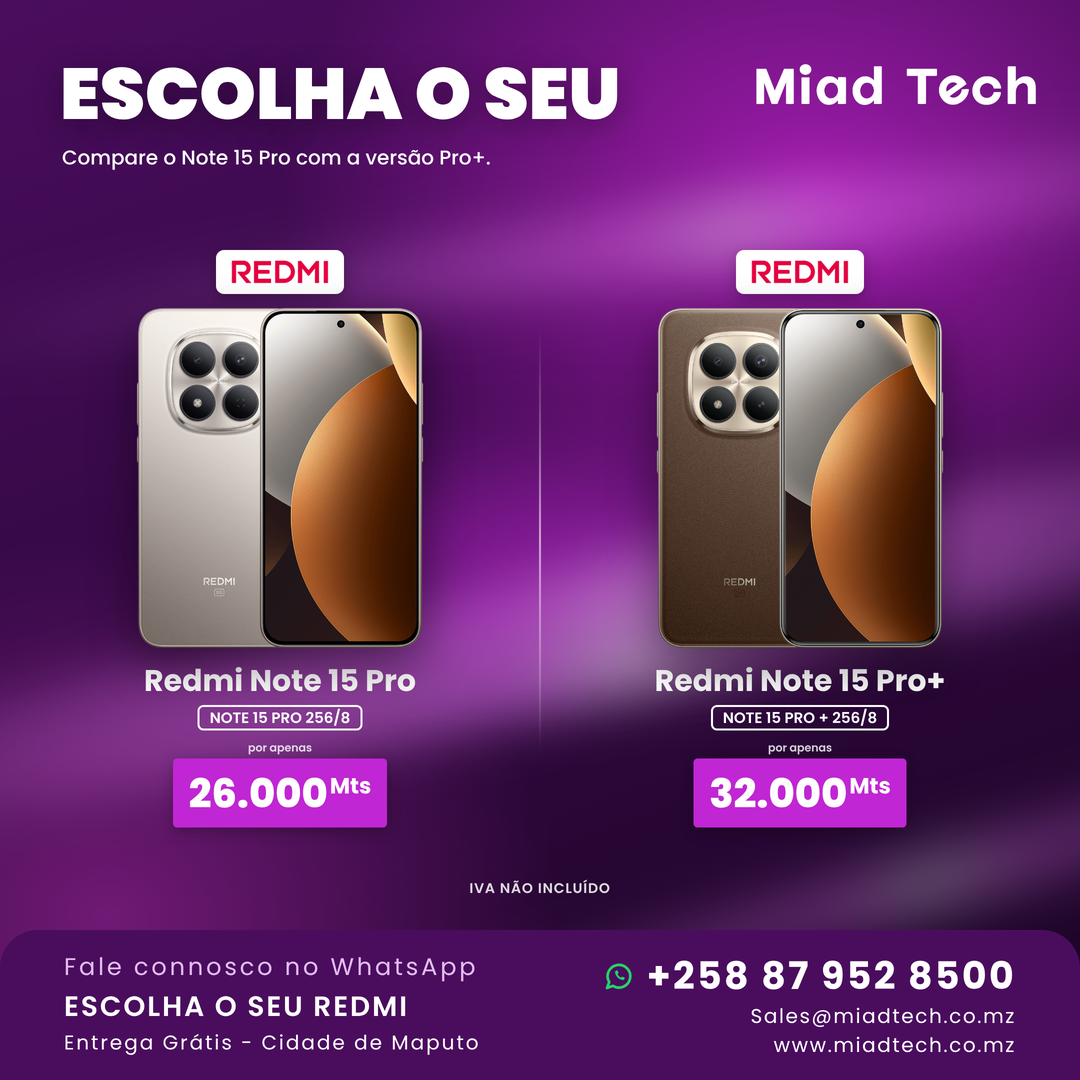 ESCOLHA O SEU
Miad Tech
Compare o Note 15 Pro com a versão Pro+.
REDMI
REDMI
REDMI
REDMI
Redmi Note 15 Pro
NOTE 15 PRO 256/8
por apenas
26.000Mts
Redmi Note 15 Pro+
NOTE 15 PRO + 256/8
por apenas
32.000Mts
IVA NÃO INCLUÍDO
Fale connosco no WhatsApp
ESCOLHA O SEU REDMI
Entrega Grátis - Cidade de Maputo
+258 87 952 8500
Sales@miadtech.co.mz
www.miadtech.co.mz